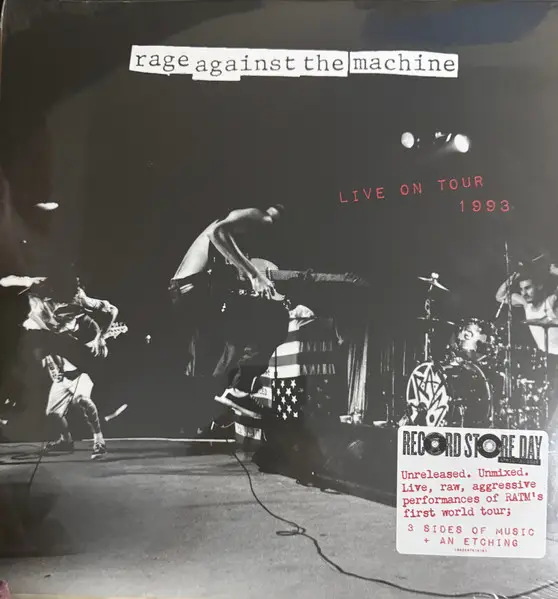 rage against the machine
LIVE ON TOUR
1993
RECORD STORE DAY
Unreleased. Unmixed.
Live, raw, aggressive
performances of RATM's
first world tour;
3 SIDES OF MUSIC
+ AN ETCHING